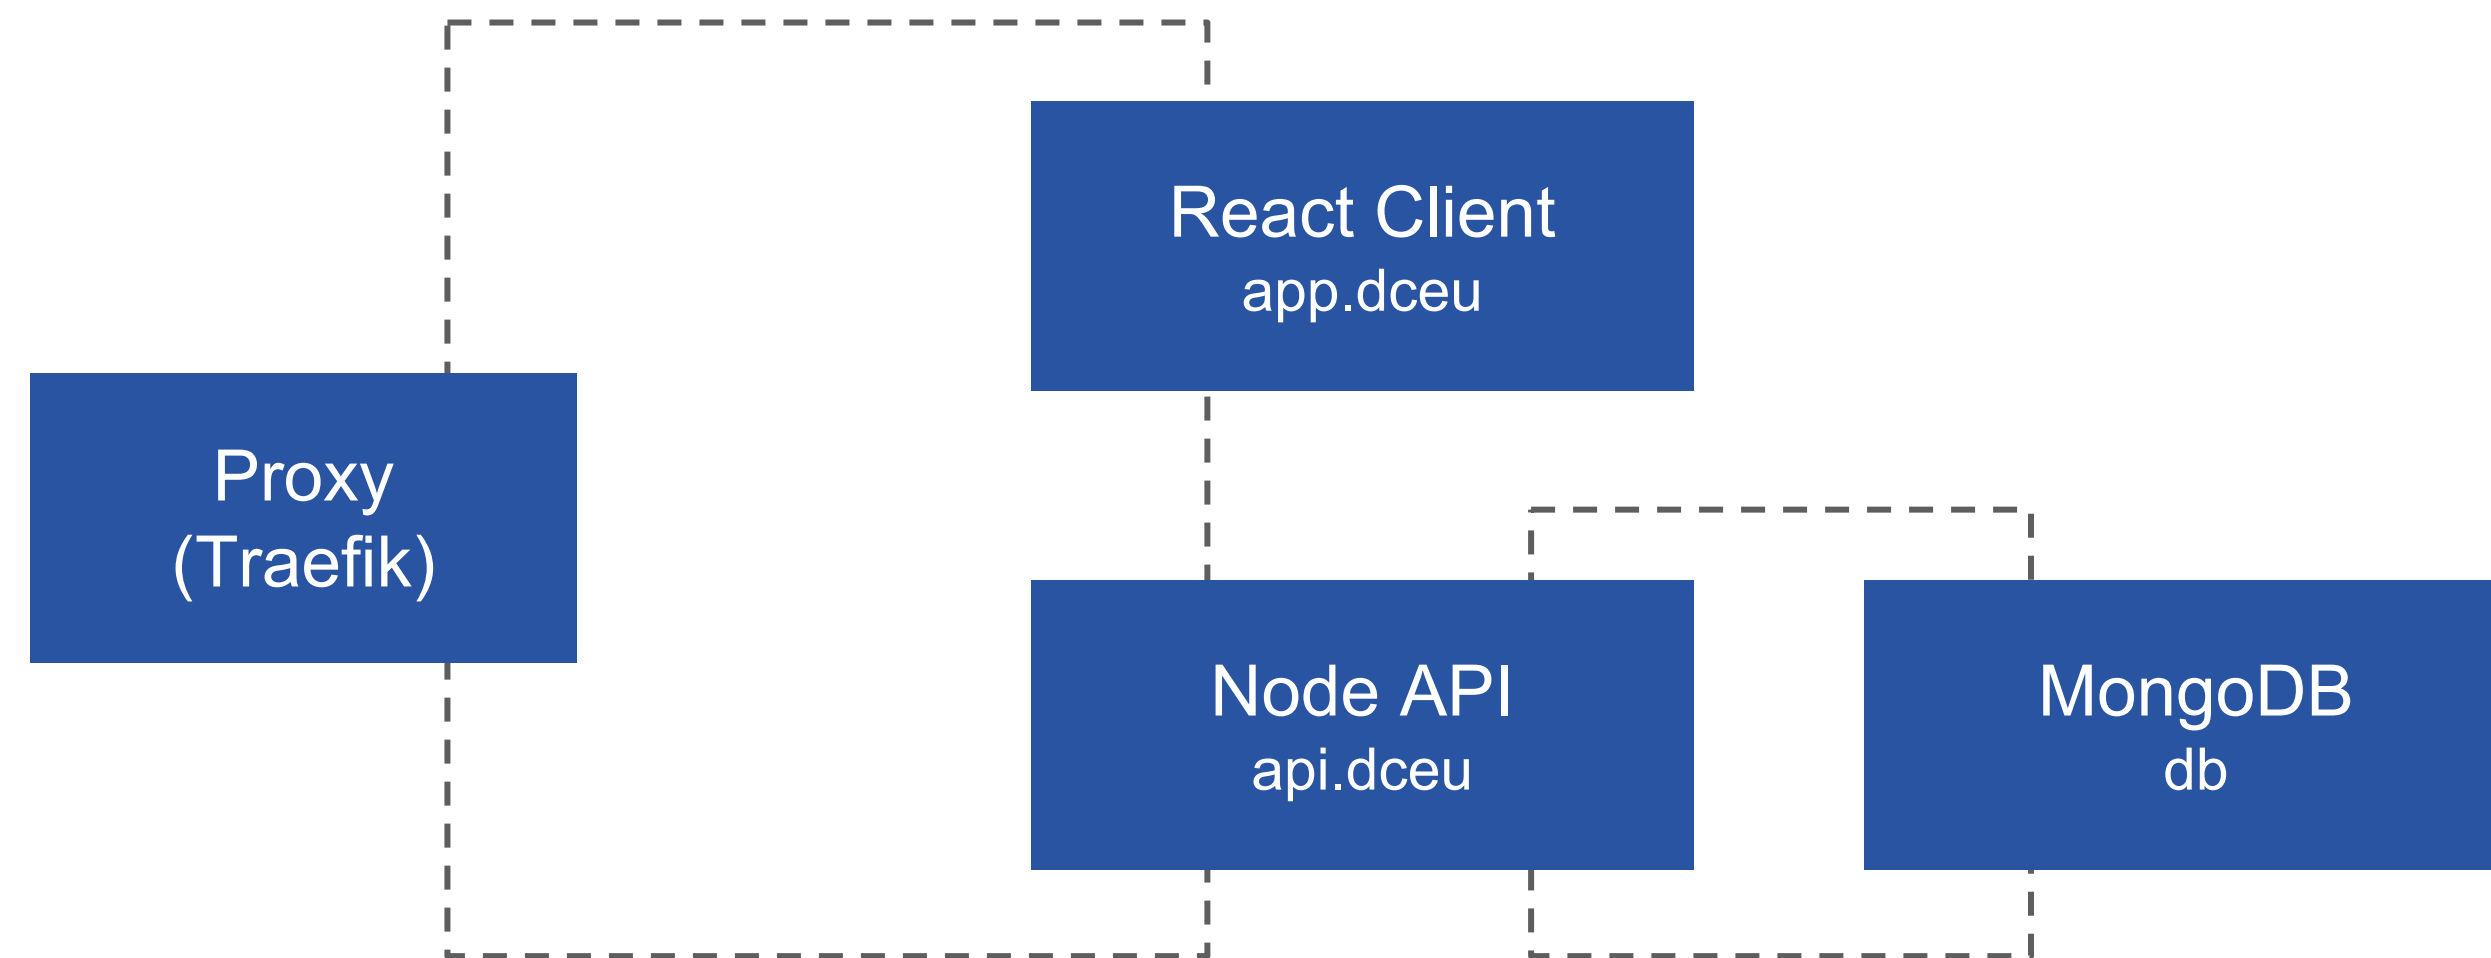 React Client
app.dceu
Proxy
(Traefik)
Node API
api.dceu
MongoDB
db